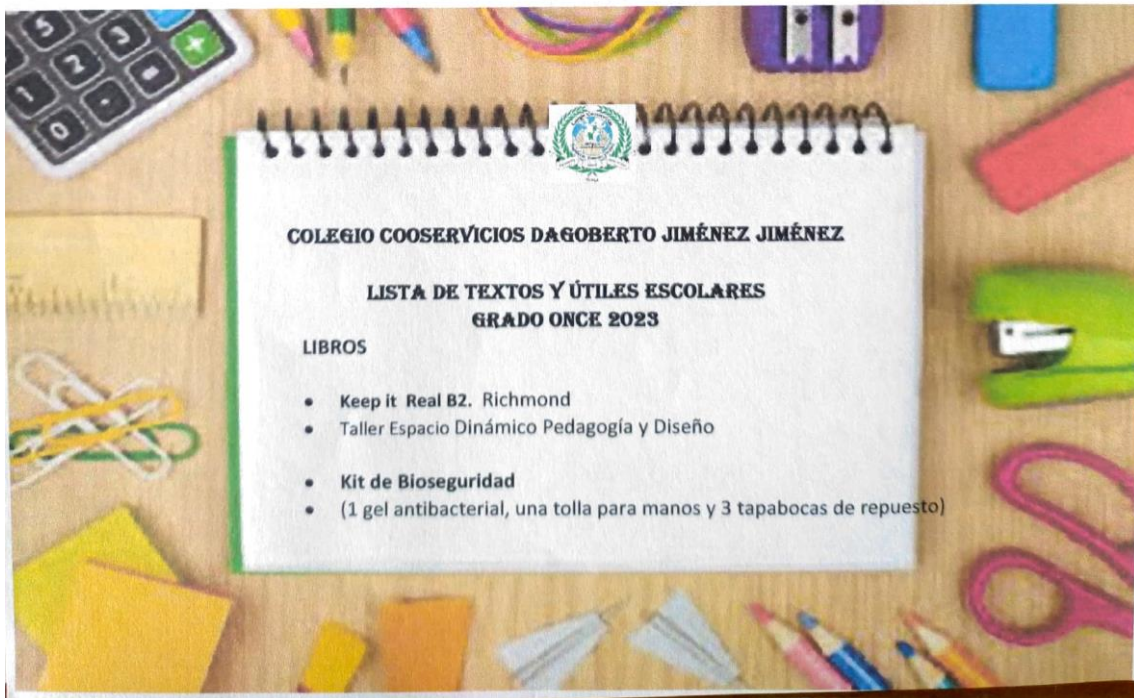 COLEGIO COOSERVICIOS DAGOBERTO JIMÉNEZ JIMÉNEZ
LISTA DE TEXTOS Y ÚTILES ESCOLARES
GRADO ONCE 2023
LIBROS
• Keep it Real B2. Richmond
• Taller Espacio Dinámico Pedagogía y Diseño
• Kit de Bioseguridad
• (1 gel antibacterial, una tolla para manos y 3 tapabocas de repuesto)